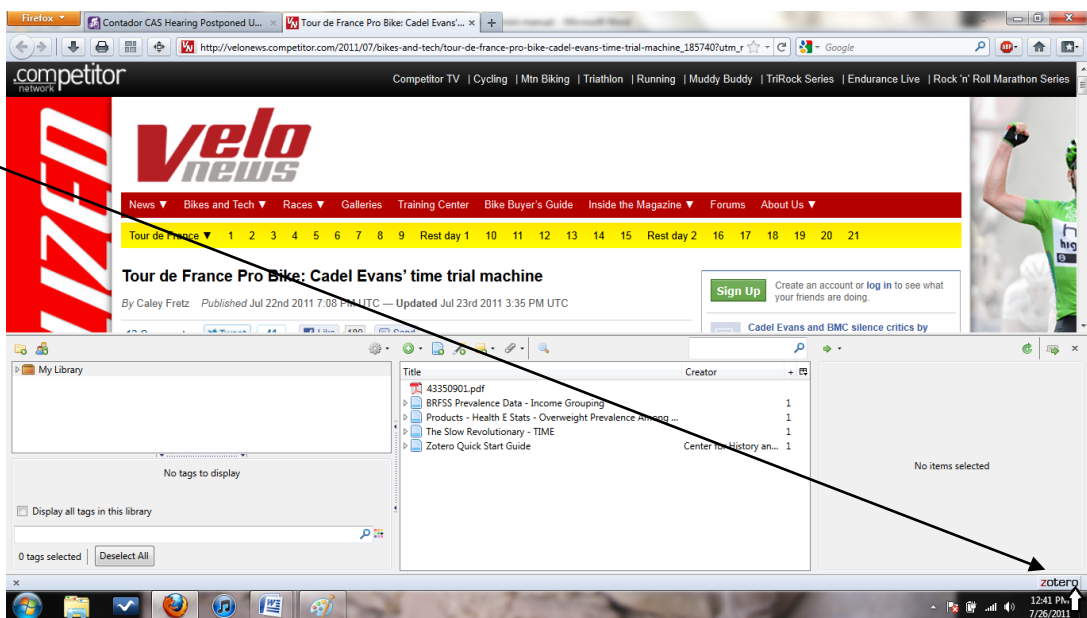 Firefox
Contador CAS Hearing Postponed U... ×
Tour de France Pro Bike: Cadel Evans'... × +
http://velonews.competitor.com/2011/07/bikes-and-tech/tour-de-france-pro-bike-cadel-evans-time-trial-machine_185740?utm_r
Google
.competitor
network
Competitor TV | Cycling | Mtn Biking | Triathlon | Running | Muddy Buddy | TriRock Series | Endurance Live | Rock 'n' Roll Marathon Series
velo
news
News ▼ Bikes and Tech ▼ Races ▼ Galleries Training Center Bike Buyer's Guide Inside the Magazine ▼ Forums About Us ▼
Tour de France ▼ 1 2 3 4 5 6 7 8 9 Rest day 1 10 11 12 13 14 15 Rest day 2 16 17 18 19 20 21
Tour de France Pro Bike: Cadel Evans' time trial machine
By Caley Fretz Published Jul 22nd 2011 7:08 PM UTC — Updated Jul 23rd 2011 3:35 PM UTC
Sign Up
Create an account or log in to see what
your friends are doing.
Cadel Evans and BMC silence critics by
My Library
No tags to display
Display all tags in this library
0 tags selected
Deselect All
Title Creator +
43350901.pdf
BRFSS Prevalence Data - Income Grouping 1
Products - Health E Stats - Overweight Prevalence Among ... 1
The Slow Revolutionary - TIME 1
Zotero Quick Start Guide Center for History an... 1
No items selected
×
zotero
12:41 PM
7/26/2011